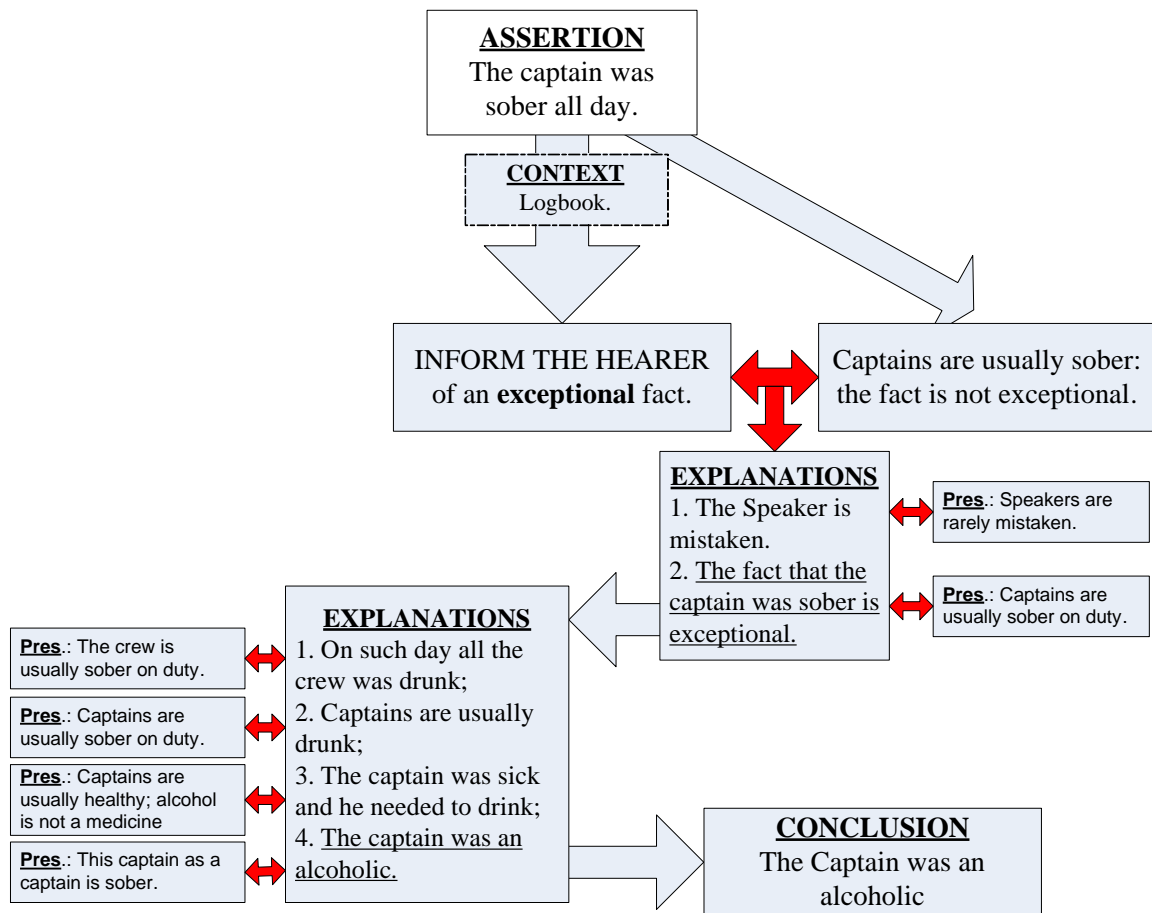 ASSERTION
The captain was
sober all day.
CONTEXT
Logbook.
INFORM THE HEARER
of an exceptional fact.
Captains are usually sober:
the fact is not exceptional.
EXPLANATIONS
1. The Speaker is
mistaken.
2. The fact that the
captain was sober is
exceptional.
Pres.: Speakers are
rarely mistaken.
Pres.: Captains are
usually sober on duty.
EXPLANATIONS
1. On such day all the
crew was drunk;
2. Captains are usually
drunk;
3. The captain was sick
and he needed to drink;
4. The captain was an
alcoholic.
Pres.: The crew is
usually sober on duty.
Pres.: Captains are
usually sober on duty.
Pres.: Captains are
usually healthy; alcohol
is not a medicine
Pres.: This captain as a
captain is sober.
CONCLUSION
The Captain was an
alcoholic